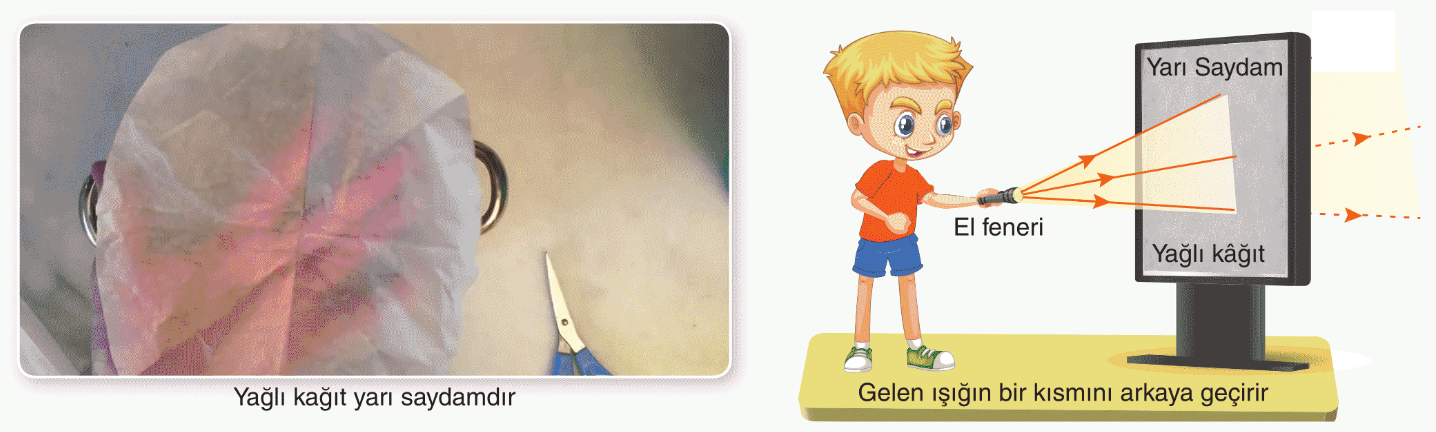 Yağlı kağıt yarı saydamdır
Yarı Saydam
El feneri
Yağlı kâğıt
Gelen ışığın bir kısmını arkaya geçirir